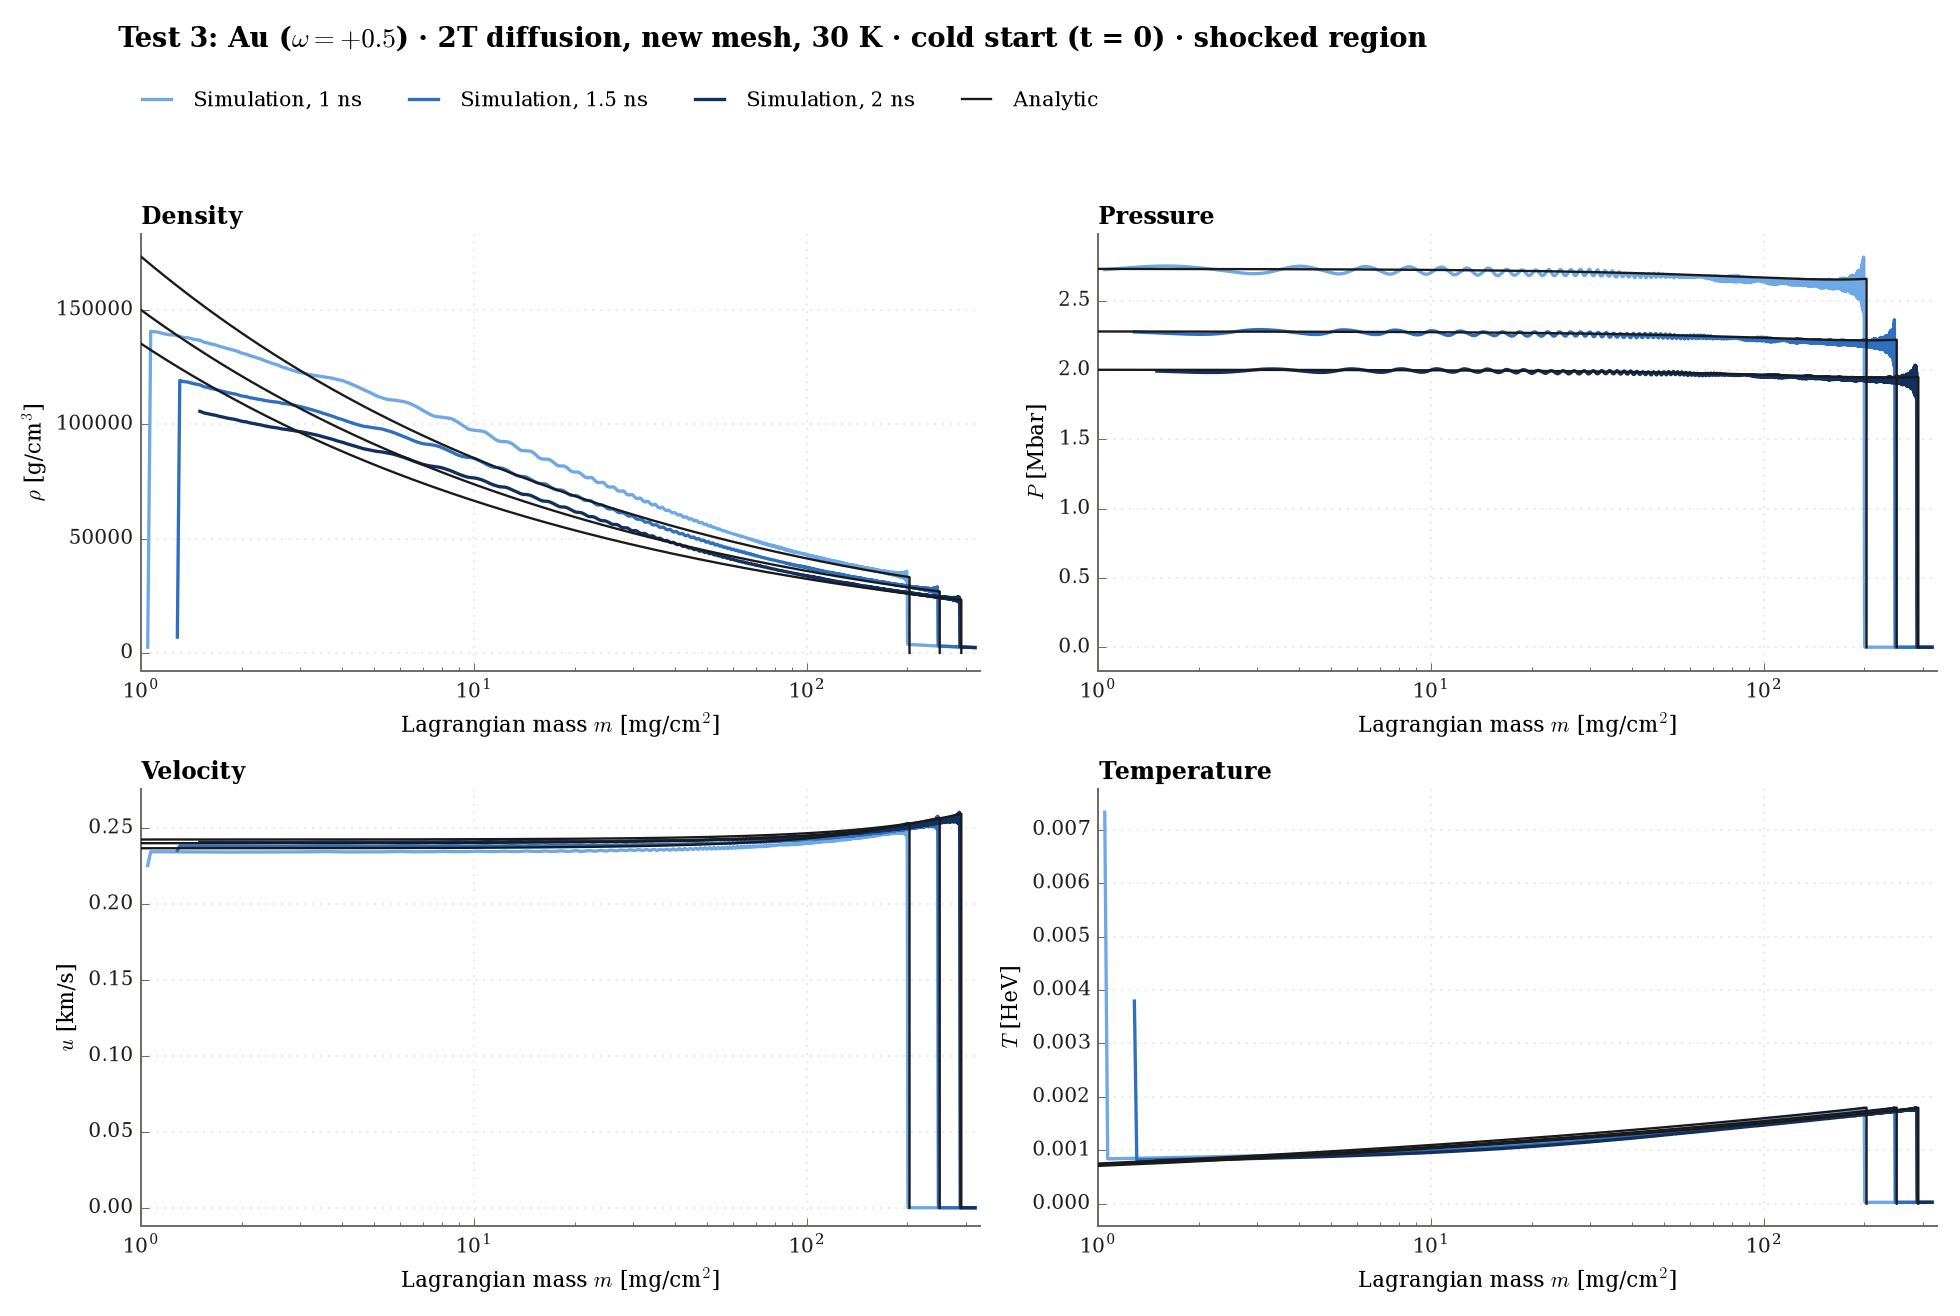 Test 3: Au (ω = +0.5) · 2T diffusion, new mesh, 30 K · cold start (t = 0) · shocked region
Simulation, 1 ns
Simulation, 1.5 ns
Simulation, 2 ns
Analytic
Density
150000
100000
50000
0
ρ [g/cm³]
10⁰
10¹
10²
Lagrangian mass m [mg/cm²]
Pressure
2.5
2.0
1.5
1.0
0.5
0.0
P [Mbar]
10⁰
10¹
10²
Lagrangian mass m [mg/cm²]
Velocity
0.25
0.20
0.15
0.10
0.05
0.00
u [km/s]
10⁰
10¹
10²
Lagrangian mass m [mg/cm²]
Temperature
0.007
0.006
0.005
0.004
0.003
0.002
0.001
0.000
T [HeV]
10⁰
10¹
10²
Lagrangian mass m [mg/cm²]